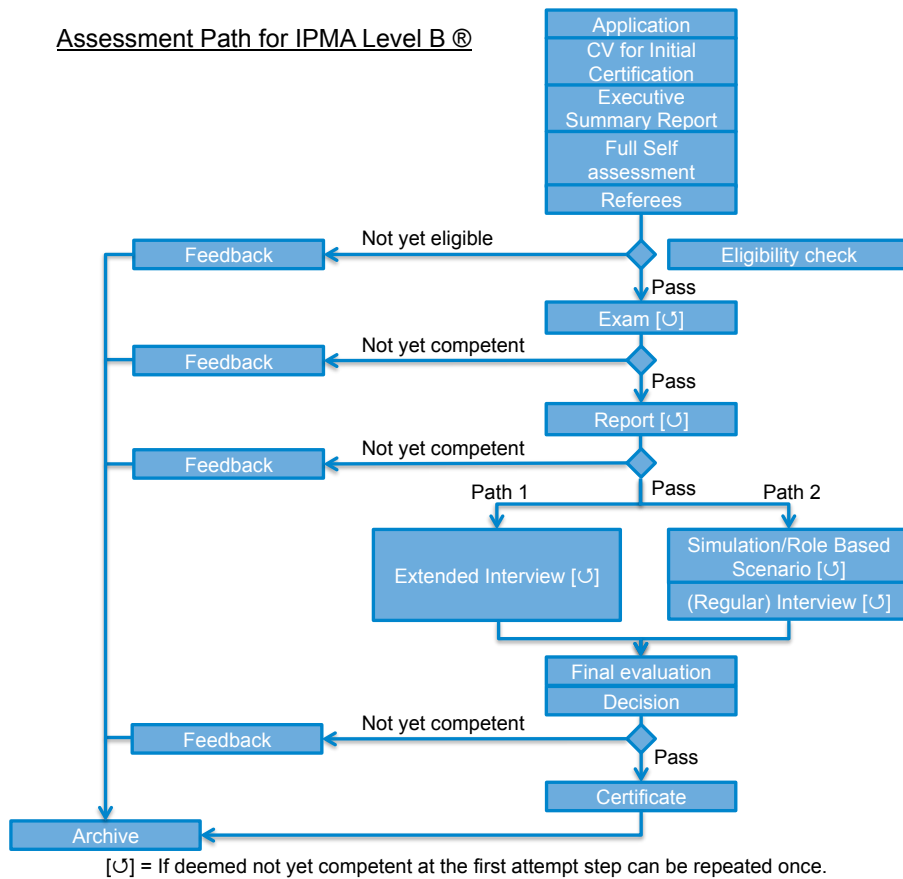 Assessment Path for IPMA Level B ®
Application
CV for Initial
Certification
Executive
Summary Report
Full Self
assessment
Referees
Not yet eligible
Feedback
Eligibility check
Pass
Exam [↺]
Not yet competent
Feedback
Pass
Report [↺]
Not yet competent
Feedback
Path 1
Pass
Path 2
Extended Interview [↺]
Simulation/Role Based
Scenario [↺]
(Regular) Interview [↺]
Final evaluation
Decision
Not yet competent
Feedback
Pass
Certificate
Archive
[↺] = If deemed not yet competent at the first attempt step can be repeated once.